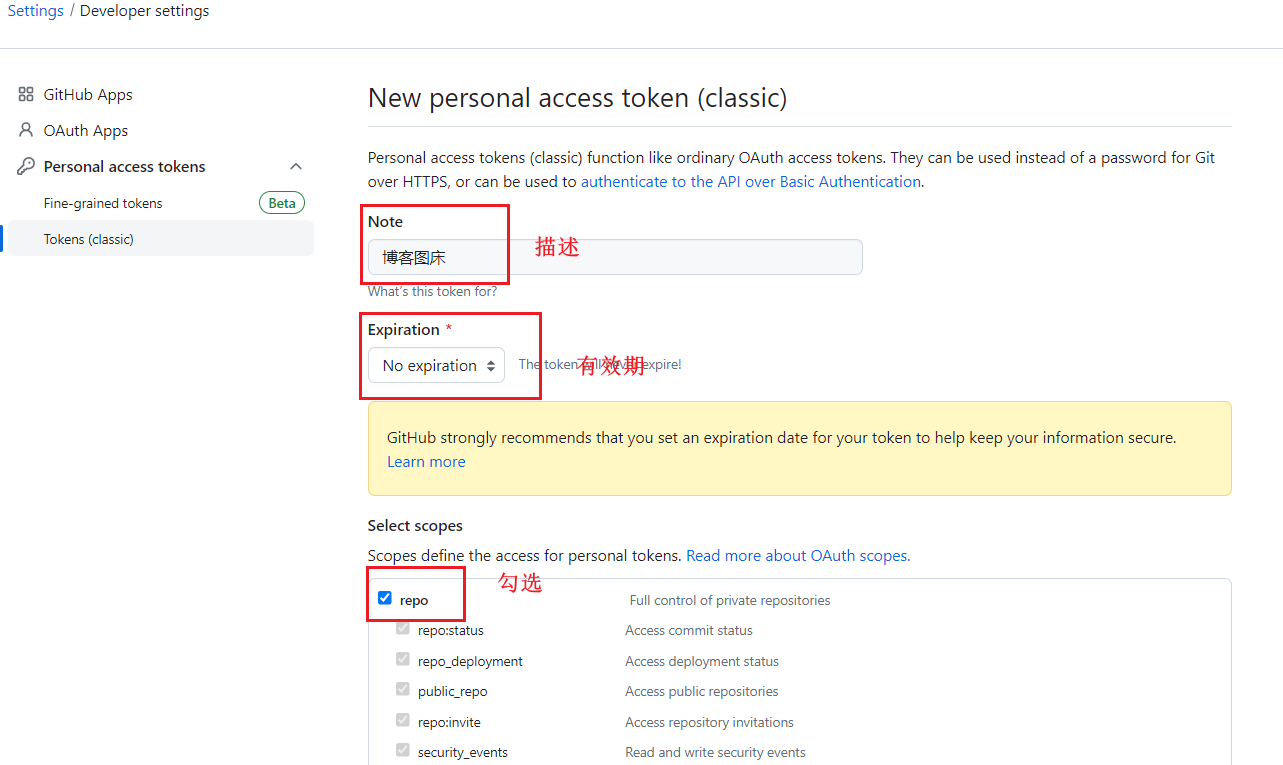 Settings / Developer settings
GitHub Apps
OAuth Apps
Personal access tokens
Fine-grained tokens Beta
Tokens (classic)
New personal access token (classic)
Personal access tokens (classic) function like ordinary OAuth access tokens. They can be used instead of a password for Git
over HTTPS, or can be used to authenticate to the API over Basic Authentication.
Note
博客图床
描述
What's this token for?
Expiration *
No expiration
The token will never expire!
有效期
GitHub strongly recommends that you set an expiration date for your token to help keep your information secure.
Learn more
Select scopes
Scopes define the access for personal tokens. Read more about OAuth scopes.
勾选
repo Full control of private repositories
repo:status Access commit status
repo_deployment Access deployment status
public_repo Access public repositories
repo:invite Access repository invitations
security_events Read and write security events